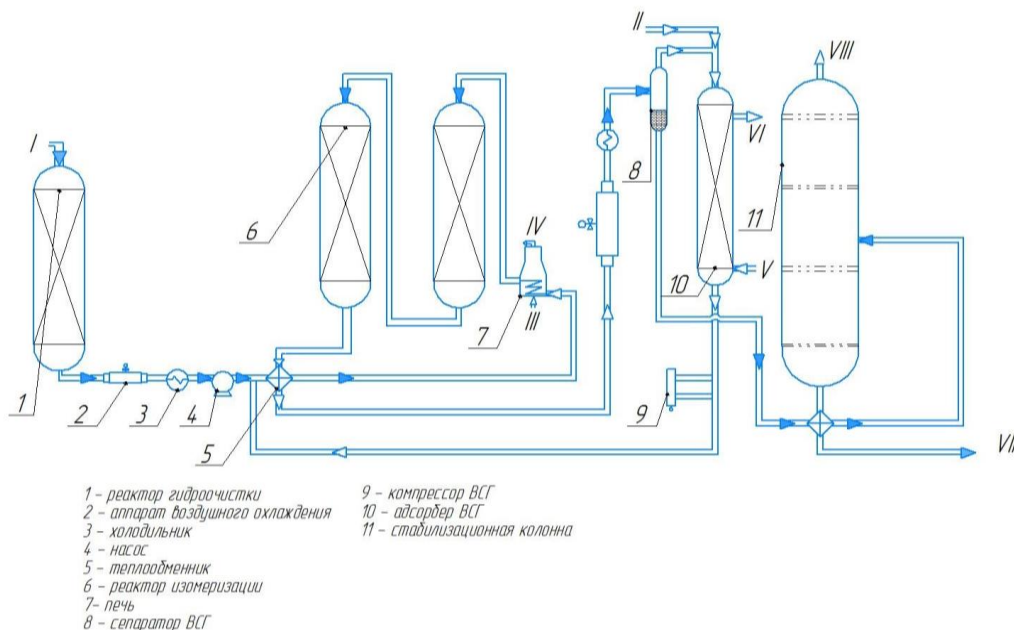 II
VIII
I
VI
8
11
6
IV
V
10
7
III
1
2
3
4
9
5
VII
1 – реактор гидроочистки
2 – аппарат воздушного охлаждения
3 – холодильник
4 – насос
5 – теплообменник
6 – реактор изомеризации
7– печь
8 – сепаратор ВСГ
9 – компрессор ВСГ
10 – адсорбер ВСГ
11 – стабилизационная колонна